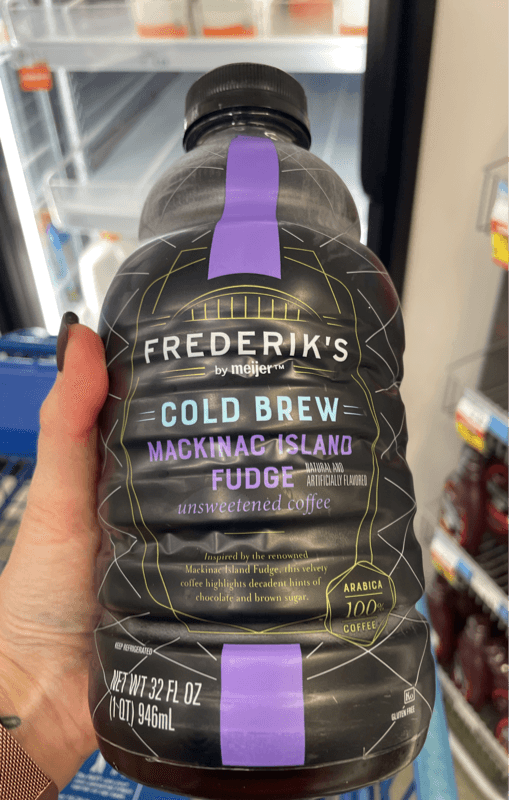 FREDERIK'S
by meijer™
COLD BREW
MACKINAC ISLAND
FUDGE NATURAL AND
ARTIFICIALLY FLAVORED
unsweetened coffee
Inspired by the renowned
Mackinac Island Fudge, this velvety
coffee highlights decadent hints of
chocolate and brown sugar.
ARABICA
100%
COFFEE
KEEP REFRIGERATED
NET WT 32 FL OZ
(1 QT) 946mL
GLUTEN FREE